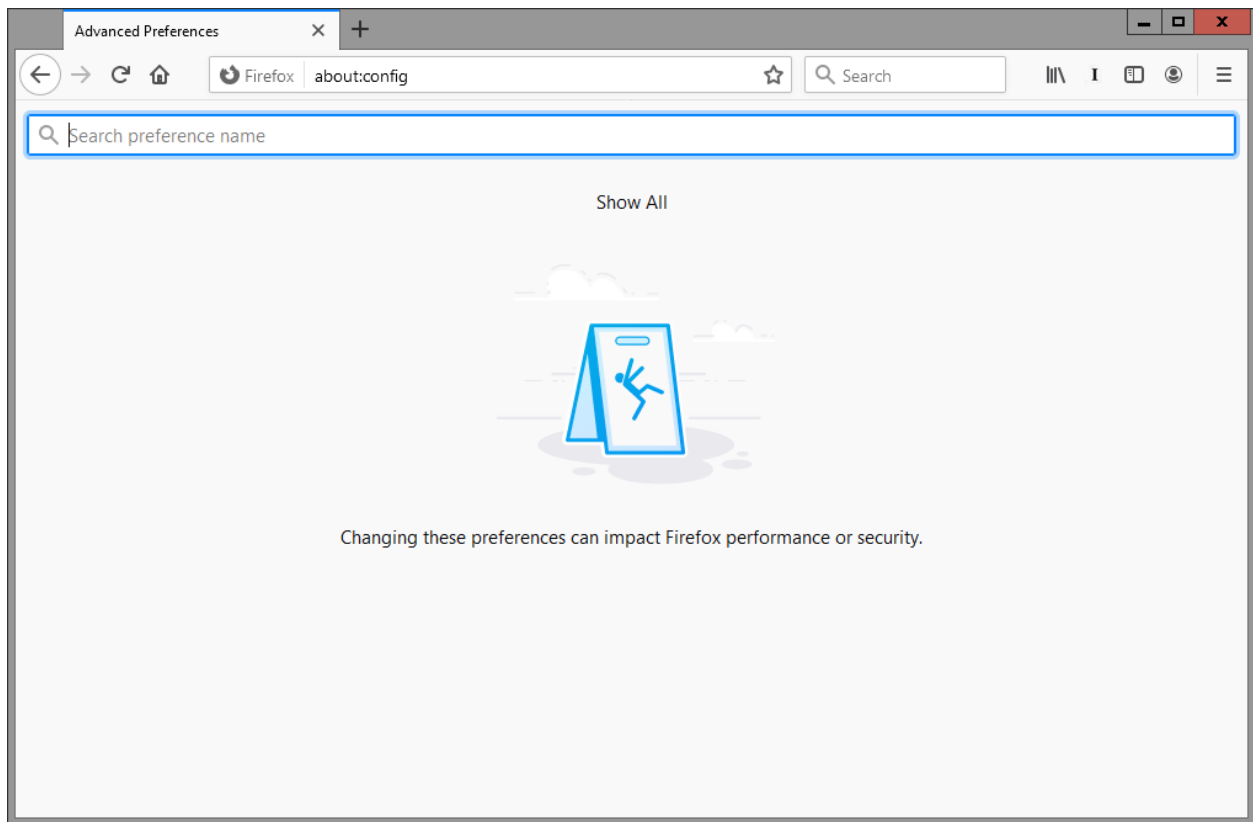 Advanced Preferences
Firefox about:config
Search
I
Search preference name
Show All
Changing these preferences can impact Firefox performance or security.